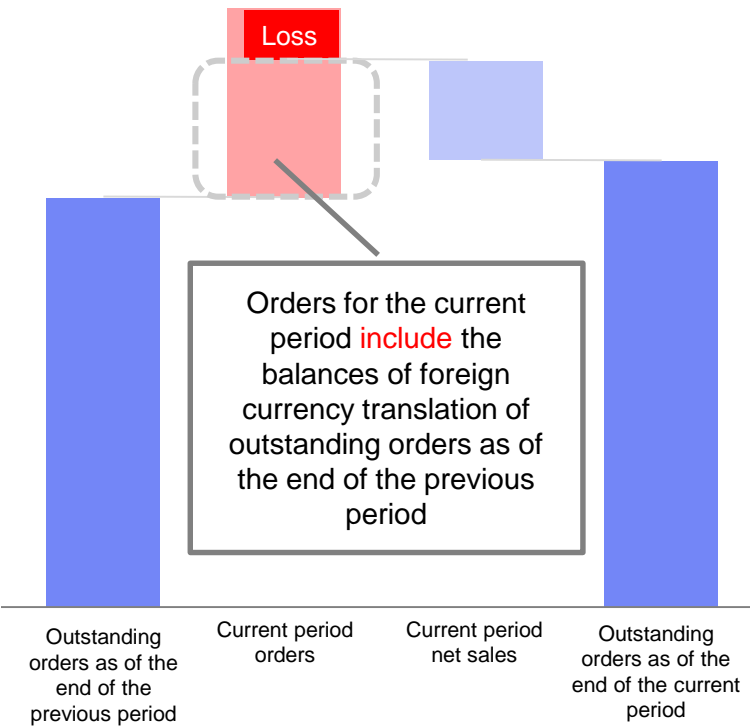 Loss
Orders for the current
period include the
balances of foreign
currency translation of
outstanding orders as of
the end of the previous
period
Outstanding
orders as of the
end of the
previous period
Current period
orders
Current period
net sales
Outstanding
orders as of the
end of the current
period